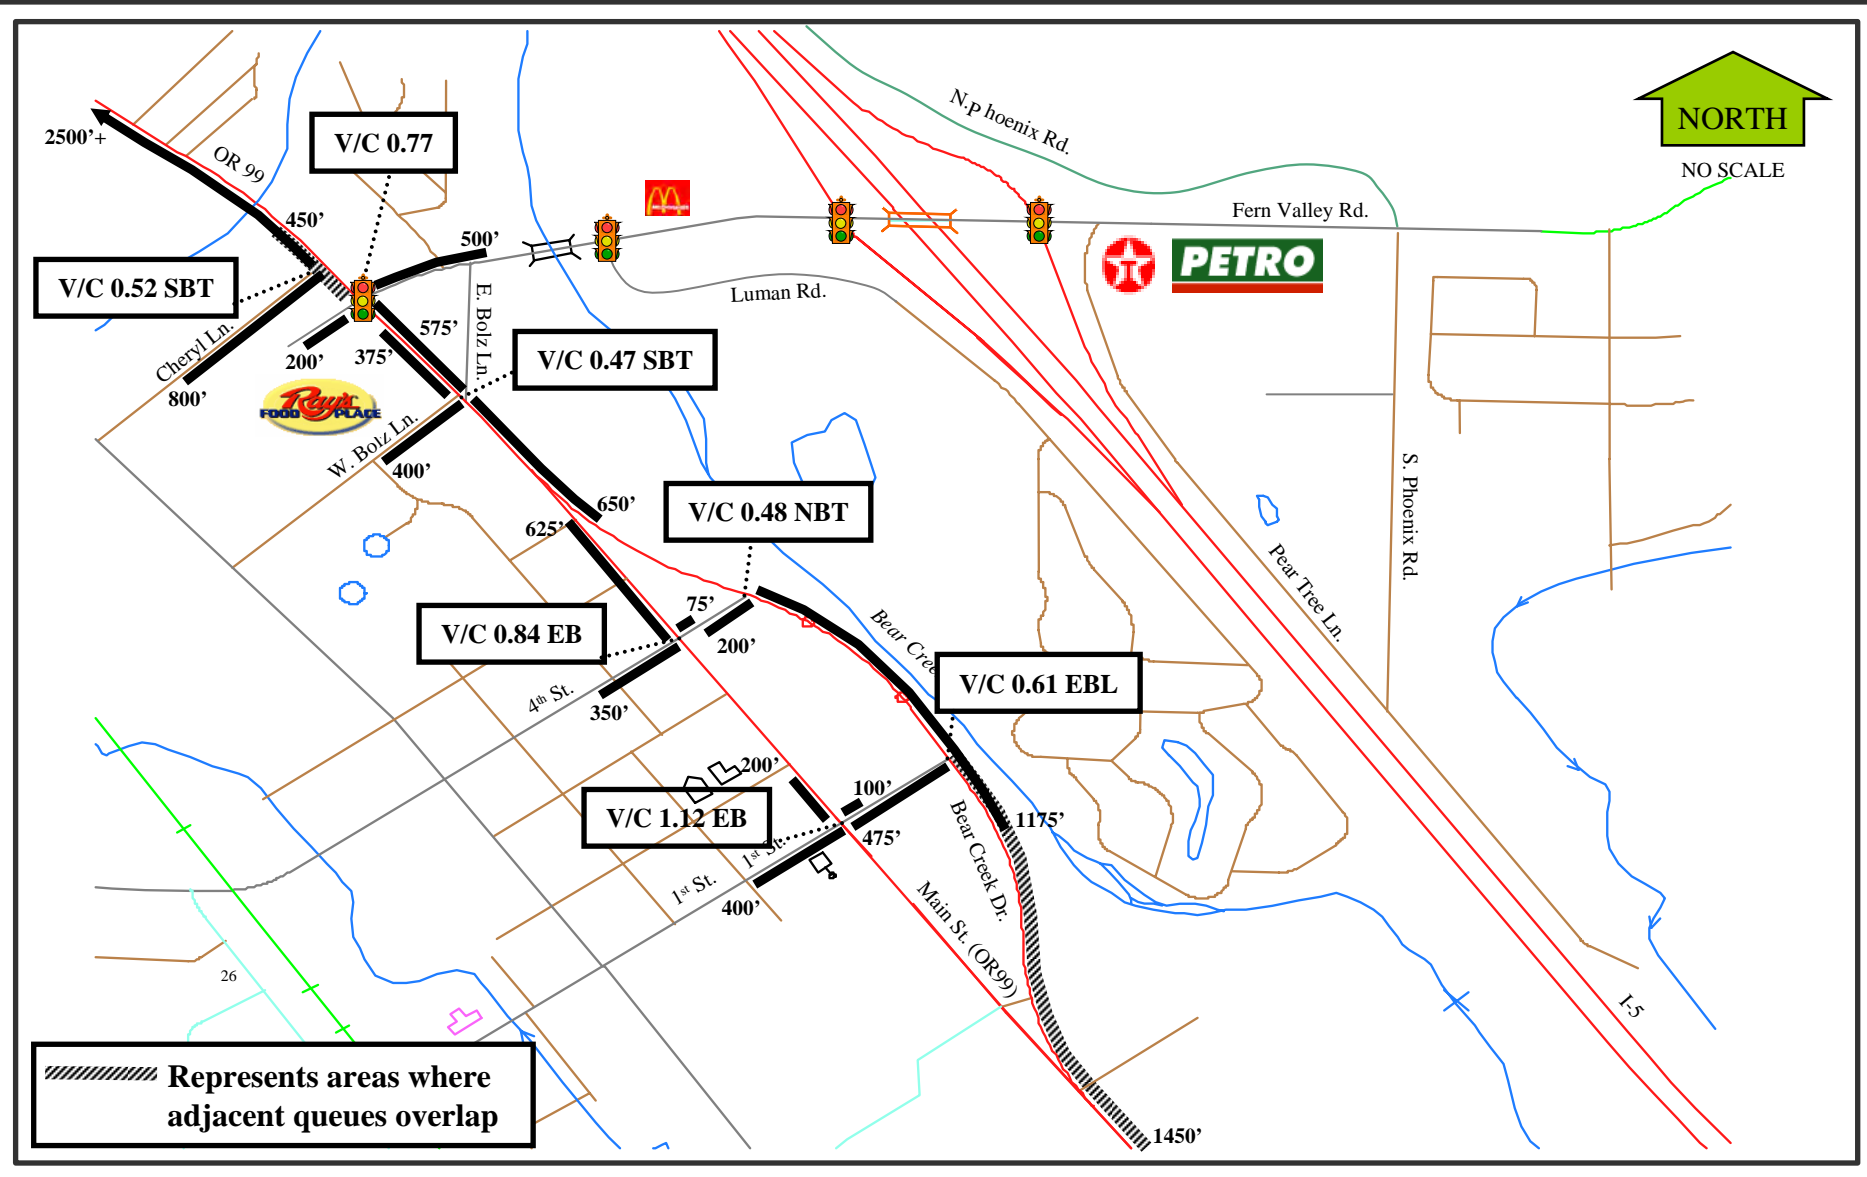 N.P hoenix Rd.
NORTH
NO SCALE
2500'+
OR 99
V/C 0.77
Fern Valley Rd.
450'
500'
PETRO
V/C 0.52 SBT
E. Bolz Ln.
Luman Rd.
575'
Cheryl Ln.
200'
375'
V/C 0.47 SBT
800'
Ray's
FOOD PLACE
W. Bolz Ln.
400'
S. Phoenix Rd.
650'
625'
V/C 0.48 NBT
Pear Tree Ln.
75'
Bear Cree
V/C 0.84 EB
200'
V/C 0.61 EBL
4th St.
350'
200'
100'
V/C 1.12 EB
1st St.
475'
1175'
Bear Creek Dr.
1st St.
400'
Main St. (OR99)
26
I-5
Represents areas where
adjacent queues overlap
1450'